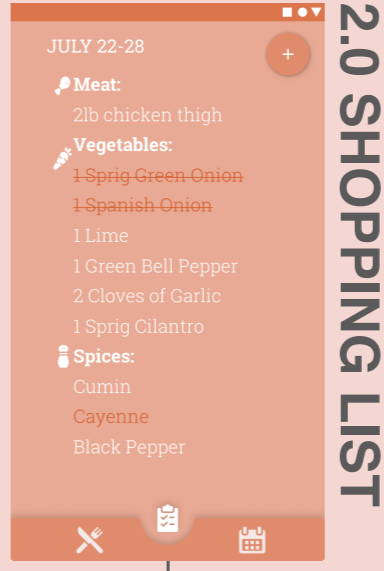 JULY 22-28
+
Meat:
2lb chicken thigh
Vegetables:
1 Sprig Green Onion
1 Spanish Onion
1 Lime
1 Green Bell Pepper
2 Cloves of Garlic
1 Sprig Cilantro
Spices:
Cumin
Cayenne
Black Pepper
2.0 SHOPPING LIST